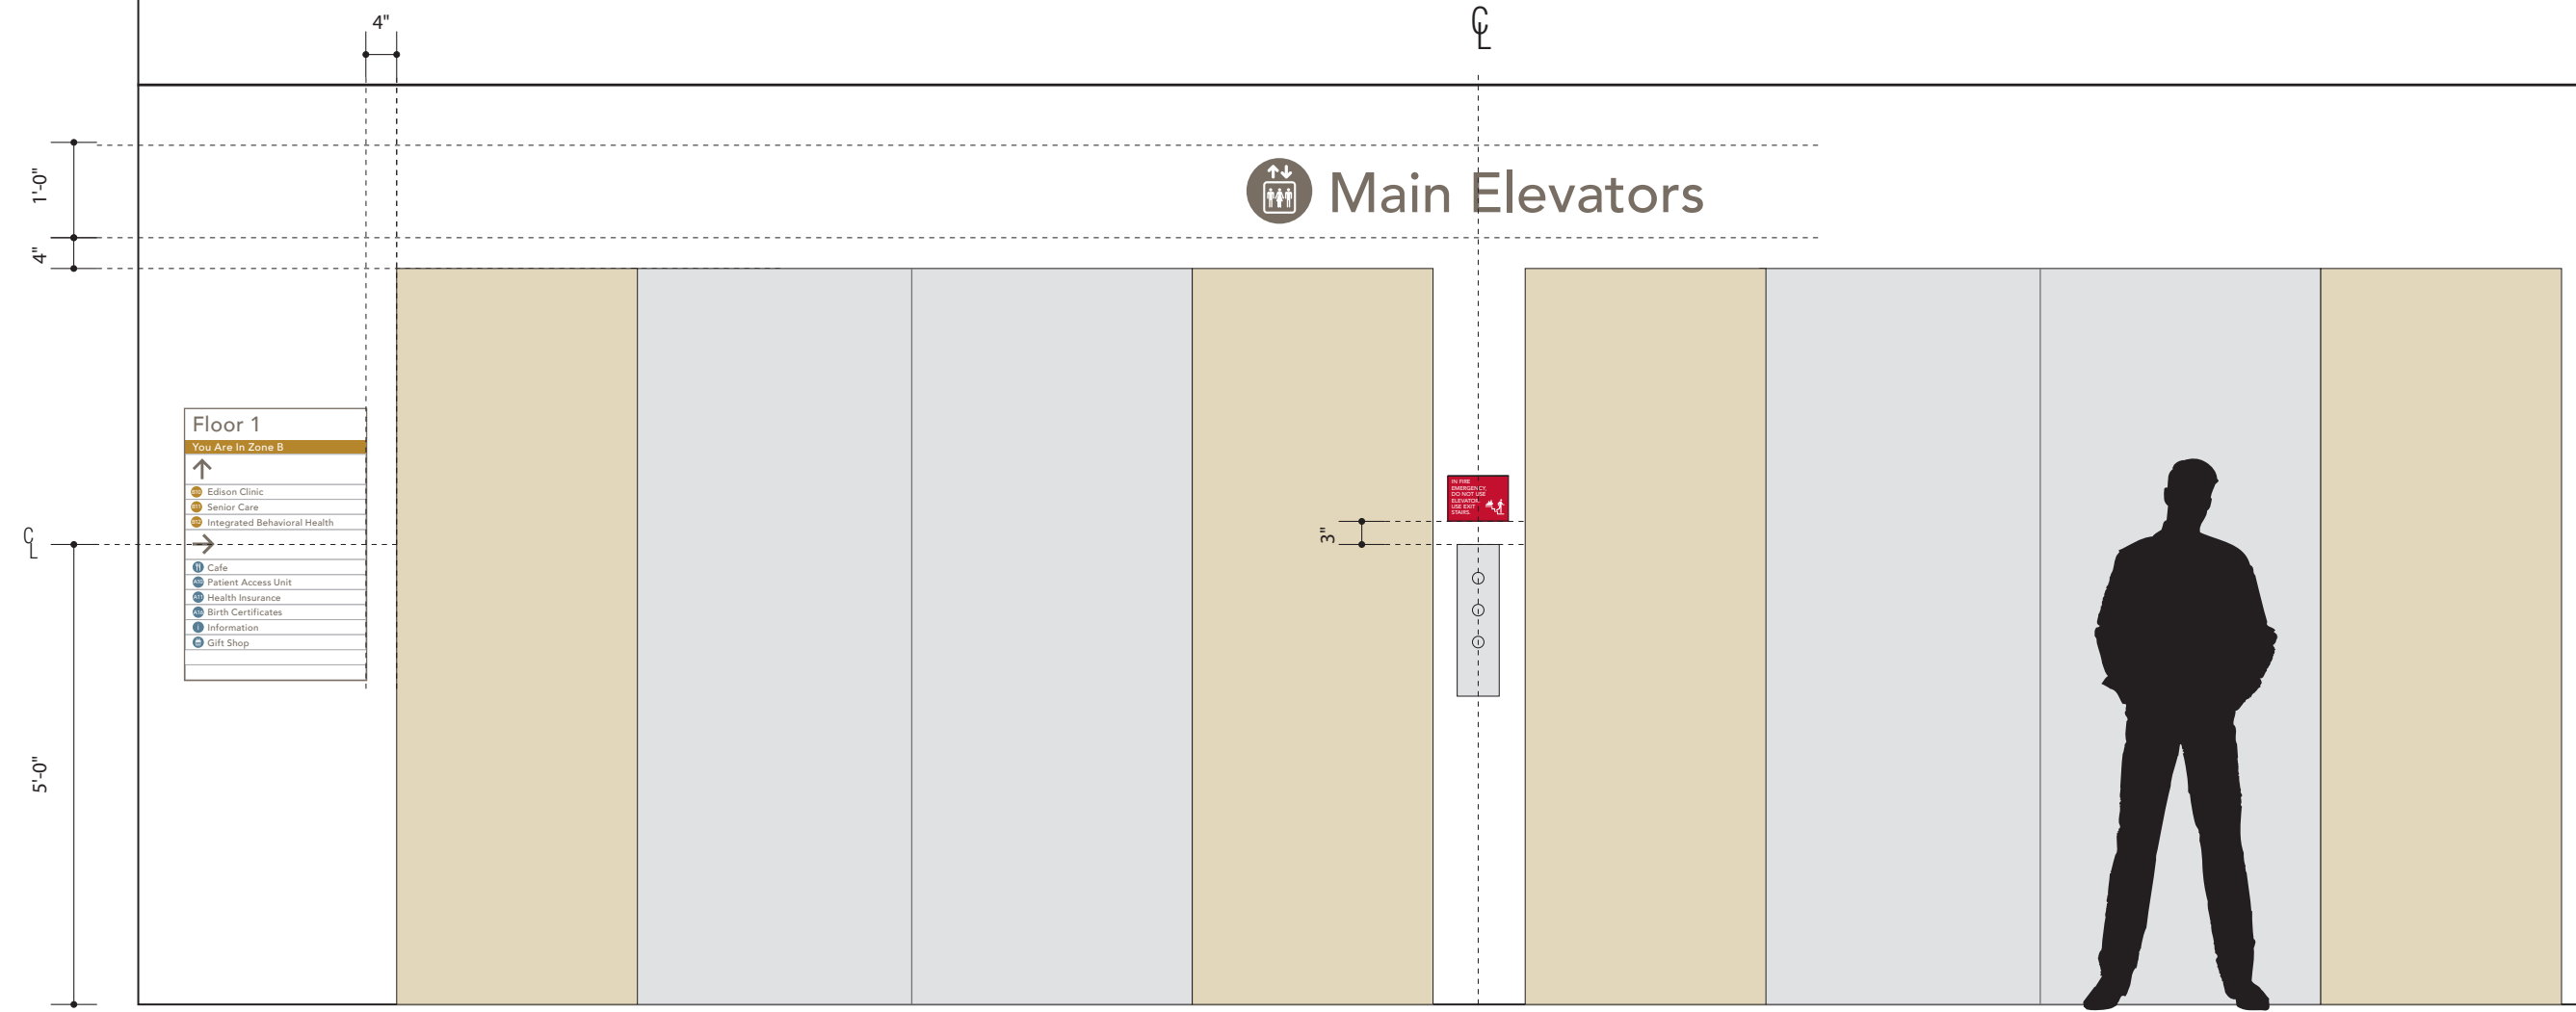 4"
CL
1'-0"
Main Elevators
4"
Floor 1
You Are In Zone B
Edison Clinic
Senior Care
Integrated Behavioral Health
CL
Cafe
Patient Access Unit
A11 Health Insurance
Birth Certificates
i Information
Gift Shop
IN FIRE
EMERGENCY,
DO NOT USE
ELEVATOR.
USE EXIT
STAIRS.
3"
5'-0"